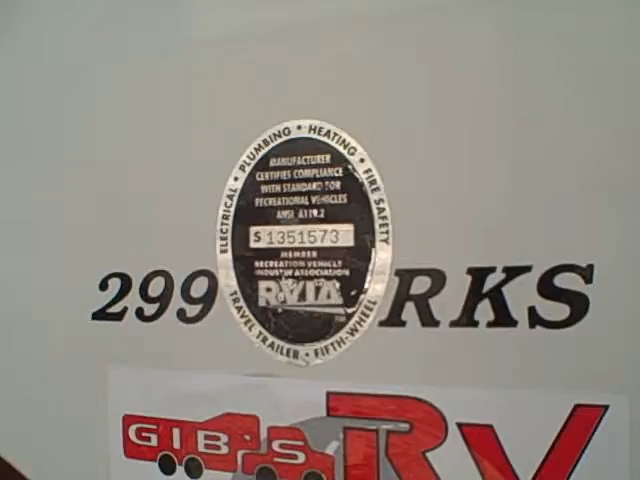 ELECTRICAL • PLUMBING • HEATING • FIRE SAFETY
MANUFACTURER
CERTIFIES COMPLIANCE
WITH STANDARD FOR
RECREATIONAL VEHICLES
ANSI A119.2
S 1351573
MEMBER
RECREATION VEHICLE
INDUSTRY ASSOCIATION
RVIA
TRAVEL TRAILER • FIFTH-WHEEL
299 RKS
GIB'S RV